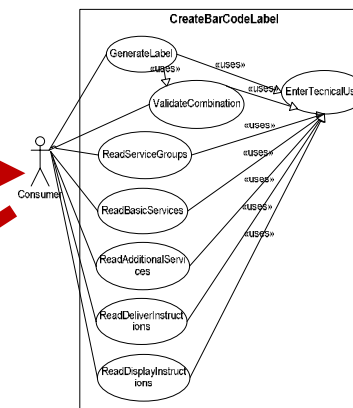 CreateBarCodeLabel
GenerateLabel
«uses»
«uses»
EnterTecnicalUs
«uses»
ValidateCombination
«uses»
ReadServiceGroups
Consumer
«uses»
ReadBasicServices
«uses»
«uses»
ReadAdditionalServi
ces
«uses»
ReadDeliverInstruct
ions
ReadDisplayInstruct
ions